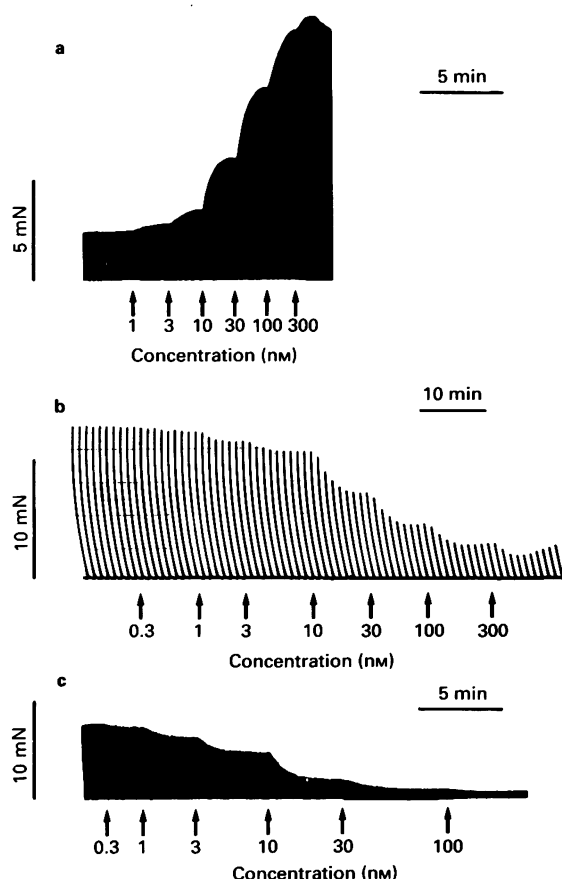 a
5 min
5 mN
1 3 10 30 100 300
Concentration (nM)
b
10 min
10 mN
0.3 1 3 10 30 100 300
Concentration (nM)
c
5 min
10 mN
0.3 1 3 10 30 100
Concentration (nM)